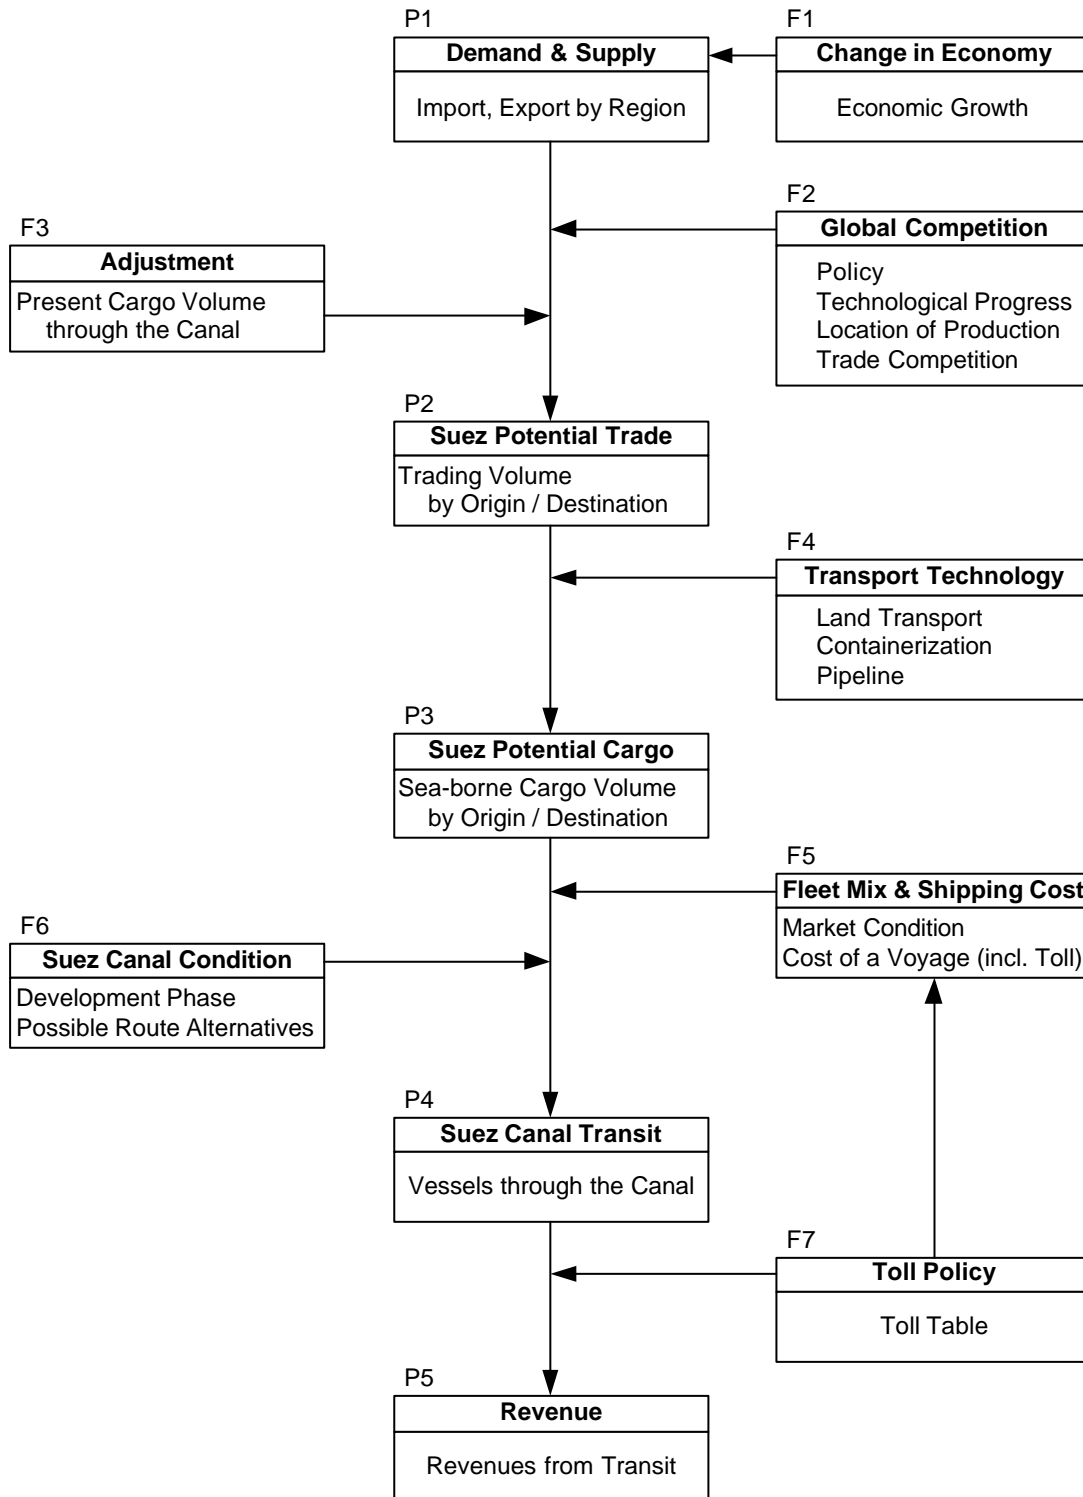 P1
Demand & Supply
Import, Export by Region
F1
Change in Economy
Economic Growth
F2
Global Competition
Policy
Technological Progress
Location of Production
Trade Competition
F3
Adjustment
Present Cargo Volume
through the Canal
P2
Suez Potential Trade
Trading Volume
by Origin / Destination
F4
Transport Technology
Land Transport
Containerization
Pipeline
P3
Suez Potential Cargo
Sea-borne Cargo Volume
by Origin / Destination
F5
Fleet Mix & Shipping Cost
Market Condition
Cost of a Voyage (incl. Toll)
F6
Suez Canal Condition
Development Phase
Possible Route Alternatives
P4
Suez Canal Transit
Vessels through the Canal
F7
Toll Policy
Toll Table
P5
Revenue
Revenues from Transit